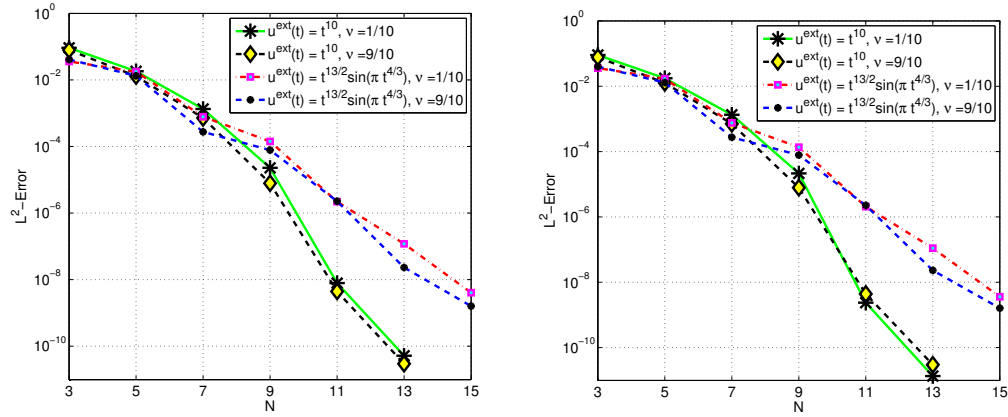 10^0
10^-2
10^-4
10^-6
10^-8
10^-10
L^2-Error
3 5 7 9 11 13 15
N
u^ext(t) = t^10, ν =1/10
u^ext(t) = t^10, ν =9/10
u^ext(t) = t^13/2 sin(π t^4/3), ν =1/10
u^ext(t) = t^13/2 sin(π t^4/3), ν =9/10
10^0
10^-2
10^-4
10^-6
10^-8
10^-10
L^2-Error
3 5 7 9 11 13 15
N
u^ext(t) = t^10, ν =1/10
u^ext(t) = t^10, ν =9/10
u^ext(t) = t^13/2 sin(π t^4/3), ν =1/10
u^ext(t) = t^13/2 sin(π t^4/3), ν =9/10